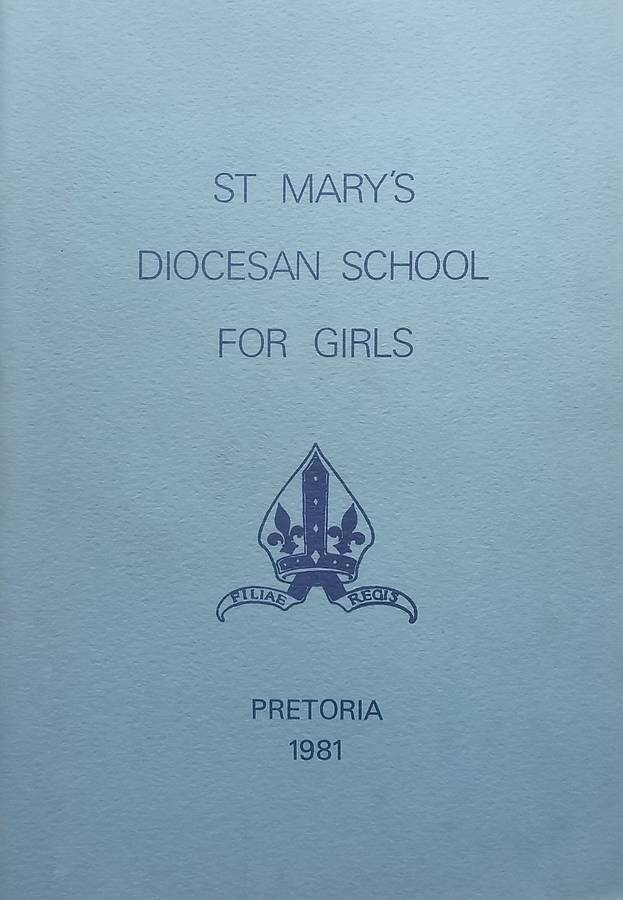 ST MARY'S
DIOCESAN SCHOOL
FOR GIRLS
FILIAE REGIS
PRETORIA
1981